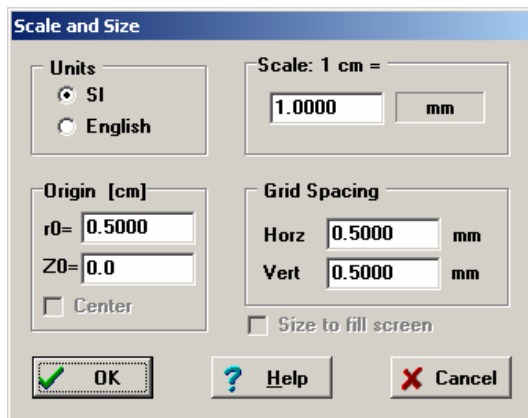 Scale and Size
Units
SI
English
Scale: 1 cm =
1.0000 mm
Origin [cm]
r0= 0.5000
Z0= 0.0
Center
Grid Spacing
Horz 0.5000 mm
Vert 0.5000 mm
Size to fill screen
OK
? Help
Cancel